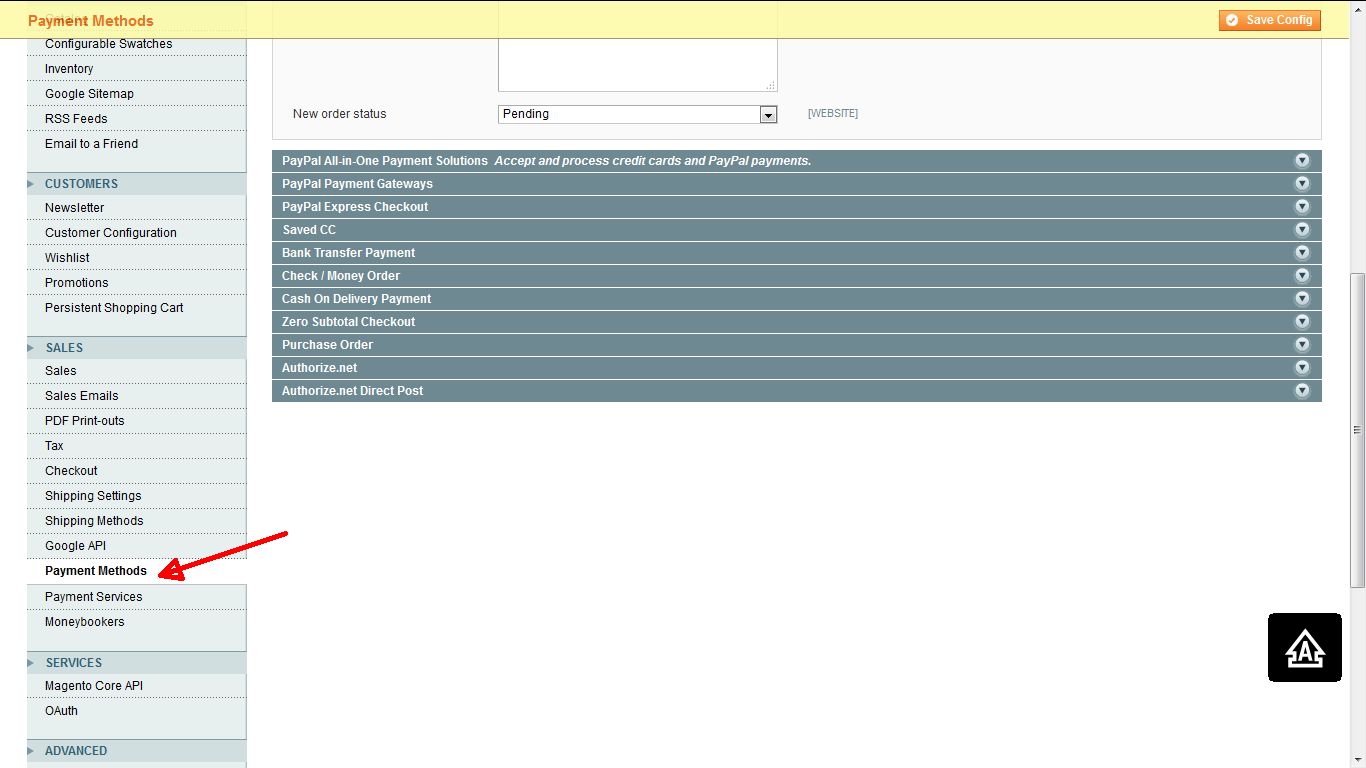 Payment Methods
Save Config
Configurable Swatches
Inventory
Google Sitemap
RSS Feeds
Email to a Friend
CUSTOMERS
Newsletter
Customer Configuration
Wishlist
Promotions
Persistent Shopping Cart
SALES
Sales
Sales Emails
PDF Print-outs
Tax
Checkout
Shipping Settings
Shipping Methods
Google API
Payment Methods
Payment Services
Moneybookers
SERVICES
Magento Core API
OAuth
ADVANCED
New order status
Pending
[WEBSITE]
PayPal All-in-One Payment Solutions Accept and process credit cards and PayPal payments.
PayPal Payment Gateways
PayPal Express Checkout
Saved CC
Bank Transfer Payment
Check / Money Order
Cash On Delivery Payment
Zero Subtotal Checkout
Purchase Order
Authorize.net
Authorize.net Direct Post
A